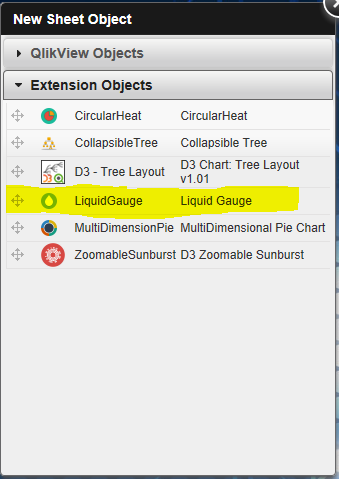 New Sheet Object
QlikView Objects
Extension Objects
CircularHeat CircularHeat
CollapsibleTree Collapsible Tree
D3 - Tree Layout D3 Chart: Tree Layout
v1.01
LiquidGauge Liquid Gauge
MultiDimensionPie MultiDimensional Pie Chart
ZoomableSunburst D3 Zoomable Sunburst